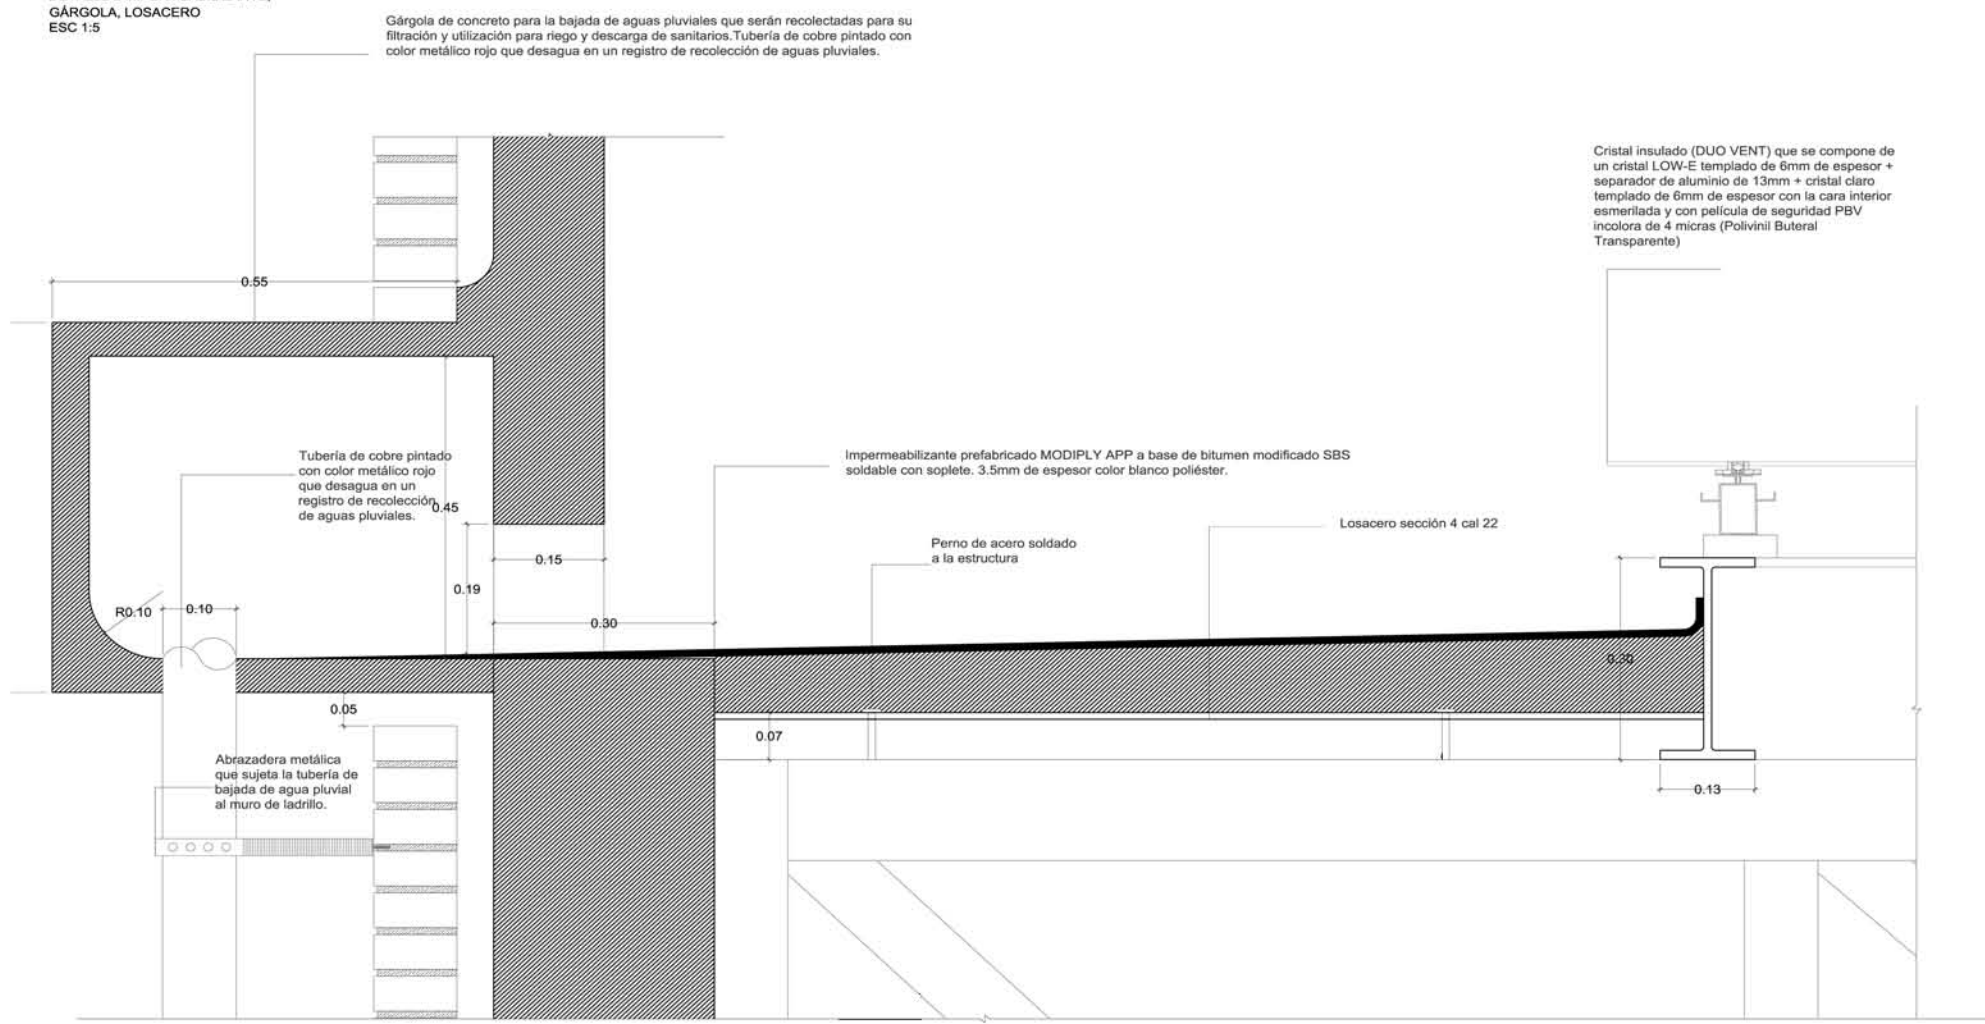 GÁRGOLA, LOSACERO
ESC 1:5
Gárgola de concreto para la bajada de aguas pluviales que serán recolectadas para su
filtración y utilización para riego y descarga de sanitarios.Tubería de cobre pintado con
color metálico rojo que desagua en un registro de recolección de aguas pluviales.
Cristal insulado (DUO VENT) que se compone de
un cristal LOW-E templado de 6mm de espesor +
separador de aluminio de 13mm + cristal claro
templado de 6mm de espesor con la cara interior
esmerilada y con película de seguridad PBV
incolora de 4 micras (Polivinil Buteral
Transparente)
0.55
Tubería de cobre pintado
con color metálico rojo
que desagua en un
registro de recolección
de aguas pluviales.
0.45
Impermeabilizante prefabricado MODIPLY APP a base de bitumen modificado SBS
soldable con soplete. 3.5mm de espesor color blanco poliéster.
Losacero sección 4 cal 22
Perno de acero soldado
a la estructura
0.15
0.19
R0.10
0.10
0.30
0.30
0.05
0.07
0.13
Abrazadera metálica
que sujeta la tubería de
bajada de agua pluvial
al muro de ladrillo.